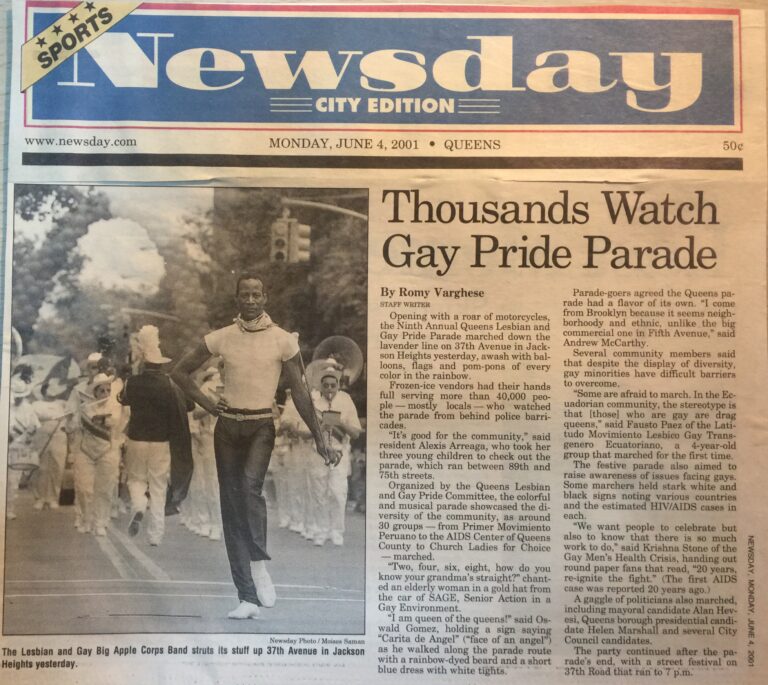 SPORTS
Newsday
CITY EDITION
www.newsday.com
MONDAY, JUNE 4, 2001 • QUEENS
50¢
Newsday Photo / Moises Saman
The Lesbian and Gay Big Apple Corps Band struts its stuff up 37th Avenue in Jackson
Heights yesterday.
Thousands Watch
Gay Pride Parade
By Romy Varghese
STAFF WRITER
Opening with a roar of motorcycles,
the Ninth Annual Queens Lesbian and
Gay Pride Parade marched down the
lavender line on 37th Avenue in Jack-
son Heights yesterday, awash with bal-
loons, flags and pom-pons of every
color in the rainbow.
Frozen-ice vendors had their hands
full serving more than 40,000 peo-
ple — mostly locals — who watched
the parade from behind police barri-
cades.
"It's good for the community," said
resident Alexis Arreaga, who took her
three young children to check out the
parade, which ran between 89th and
75th streets.
Organized by the Queens Lesbian
and Gay Pride Committee, the colorful
and musical parade showcased the di-
versity of the community, as around
30 groups — from Primer Movimiento
Peruano to the AIDS Center of Queens
County to Church Ladies for Choice
— marched.
"Two, four, six, eight, how do you
know your grandma's straight?" chant-
ed an elderly woman in a gold hat from
the car of SAGE, Senior Action in a
Gay Environment.
"I am queen of the queens!" said Os-
wald Gomez, holding a sign saying
"Carita de Angel" ("face of an angel")
as he walked along the parade route
with a rainbow-dyed beard and a short
blue dress with white tights.
Parade-goers agreed the Queens pa-
rade had a flavor of its own. "I come
from Brooklyn because it seems neigh-
borhoody and ethnic, unlike the big
commercial one in Fifth Avenue," said
Andrew McCarthy.
Several community members said
that despite the display of diversity,
gay minorities have difficult barriers
to overcome.
"Some are afraid to march. In the Ec-
uadorian community, the stereotype is
that [those] who are gay are drag
queens," said Fausto Paez of the Lati-
tudo Movimiento Lesbico Gay Trans-
genero Ecuatoriano, a 4-year-old
group that marched for the first time.
The festive parade also aimed to
raise awareness of issues facing gays.
Some marchers held stark white and
black signs noting various countries
and the estimated HIV/AIDS cases in
each.
"We want people to celebrate but
also to know that there is so much
work to do," said Krishna Stone of the
Gay Men's Health Crisis, handing out
round paper fans that read, "20 years,
re-ignite the fight." (The first AIDS
case was reported 20 years ago.)
A gaggle of politicians also marched,
including mayoral candidate Alan Hev-
esi, Queens borough presidential candi-
date Helen Marshall and several City
Council candidates.
The party continued after the pa-
rade's end, with a street festival on
37th Road that ran to 7 p.m.
NEWSDAY, MONDAY, JUNE 4, 2001